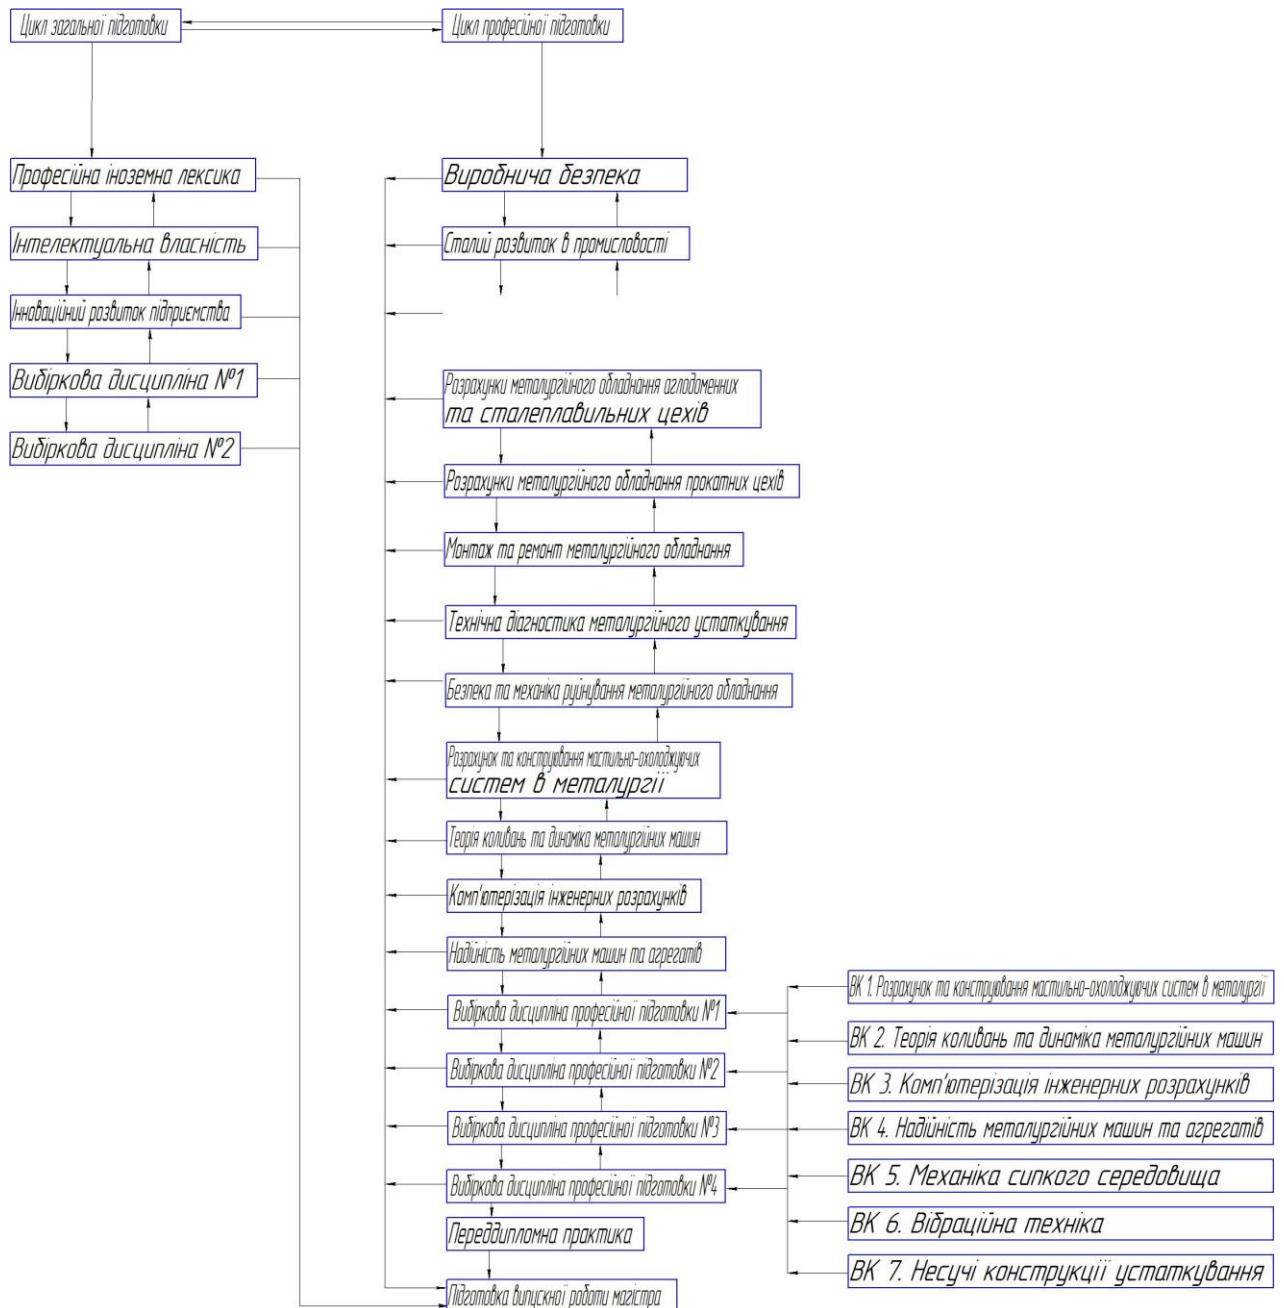 Цикл загальної підготовки
Цикл професійної підготовки
Професійна іноземна лексика
Інтелектуальна власність
Інноваційний розвиток підприємства
Вибіркова дисципліна №1
Вибіркова дисципліна №2
Виробнича безпека
Сталий розвиток в промисловості
Розрахунки металургійного обладнання аглодоменних
та сталеплавильних цехів
Розрахунки металургійного обладнання прокатних цехів
Монтаж та ремонт металургійного обладнання
Технічна діагностика металургійного устаткування
Безпека та механіка руйнування металургійного обладнання
Розрахунок та конструювання мастильно-охолоджуючих
систем в металургії
Теорія коливань та динаміка металургійних машин
Комп'ютерізація інженерних розрахунків
Надійність металургійних машин та агрегатів
Вибіркова дисципліна професійної підготовки №1
Вибіркова дисципліна професійної підготовки №2
Вибіркова дисципліна професійної підготовки №3
Вибіркова дисципліна професійної підготовки №4
Переддипломна практика
Підготовка випускної роботи магістра
ВК 1. Розрахунок та конструювання мастильно-охолоджуючих систем в металургії
ВК 2. Теорія коливань та динаміка металургійних машин
ВК 3. Комп'ютерізація інженерних розрахунків
ВК 4. Надійність металургійних машин та агрегатів
ВК 5. Механіка сипкого середовища
ВК 6. Вібраційна техніка
ВК 7. Несучі конструкції устаткування